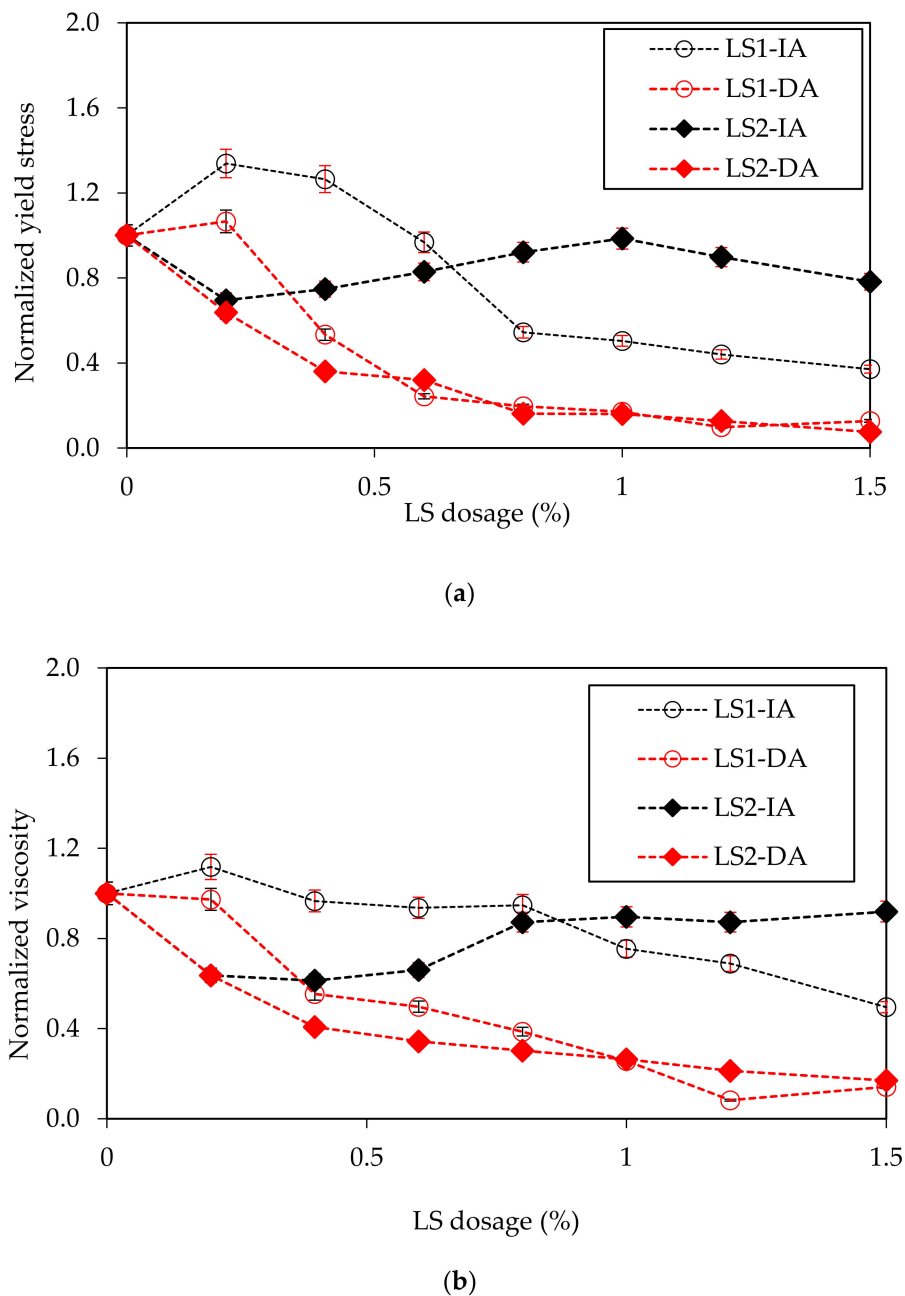 2.0
1.6
1.2
0.8
0.4
0.0
Normalized yield stress
LS1-IA
LS1-DA
LS2-IA
LS2-DA
0 0.5 1 1.5
LS dosage (%)
(a)
2.0
1.6
1.2
0.8
0.4
0.0
Normalized viscosity
LS1-IA
LS1-DA
LS2-IA
LS2-DA
0 0.5 1 1.5
LS dosage (%)
(b)